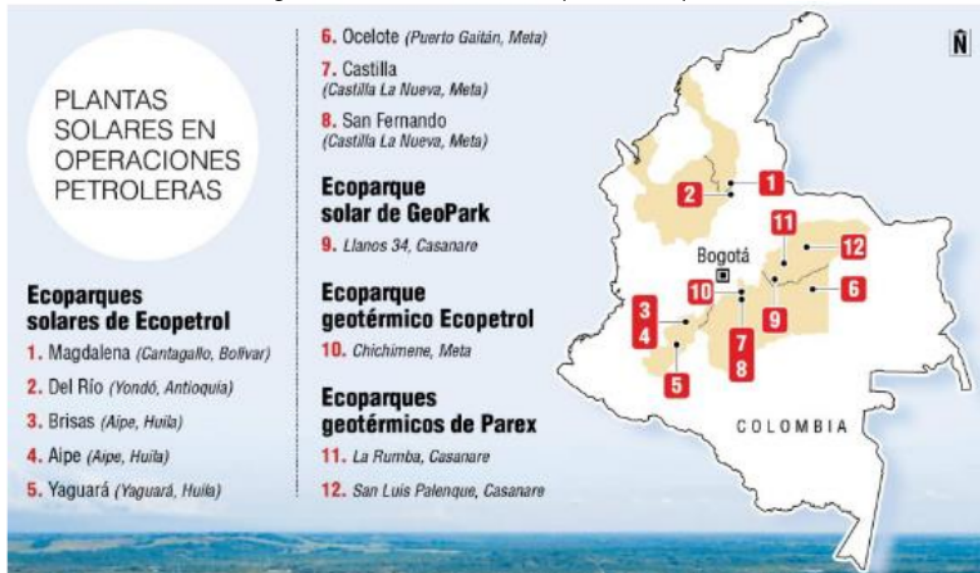 PLANTAS
SOLARES EN
OPERACIONES
PETROLERAS
Ecoparques
solares de Ecopetrol
1. Magdalena (Cantagallo, Bolívar)
2. Del Río (Yondó, Antioquia)
3. Brisas (Aipe, Huila)
4. Aipe (Aipe, Huila)
5. Yaguará (Yaguará, Huila)
6. Ocelote (Puerto Gaitán, Meta)
7. Castilla
(Castilla La Nueva, Meta)
8. San Fernando
(Castilla La Nueva, Meta)
Ecoparque
solar de GeoPark
9. Llanos 34, Casanare
Ecoparque
geotérmico Ecopetrol
10. Chichimene, Meta
Ecoparques
geotérmicos de Parex
11. La Rumba, Casanare
12. San Luis Palenque, Casanare
N
1
2
11
12
Bogotá
10
6
3
4
9
7
8
5
COLOMBIA